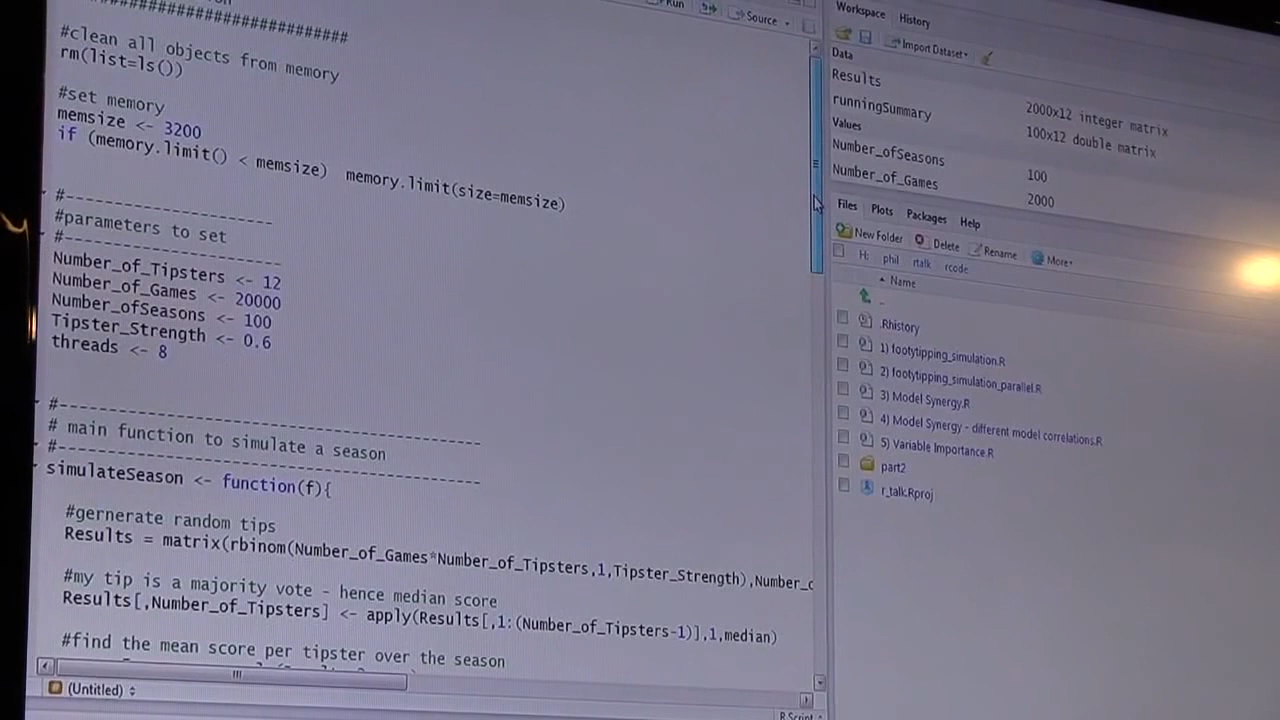 ##########################
#clean all objects from memory
rm(list=ls())
#set memory
memsize <- 3200
if (memory.limit() < memsize)  memory.limit(size=memsize)
#----------------------
#parameters to set
#-----------------------
Number_of_Tipsters <- 12
Number_of_Games <- 20000
Number_ofSeasons <- 100
Tipster_Strength <- 0.6
threads <- 8
#--------------------------------------------
# main function to simulate a season
#--------------------------------------------
simulateSeason <- function(f){
#gernerate random tips
Results = matrix(rbinom(Number_of_Games*Number_of_Tipsters,1,Tipster_Strength),Number_o
#my tip is a majority vote - hence median score
Results[,Number_of_Tipsters] <- apply(Results[,1:(Number_of_Tipsters-1)],1,median)
#find the mean score per tipster over the season
(Untitled)
R Script
Run
Source
Workspace History
Import Dataset
Data
Results 2000x12 integer matrix
runningSummary 100x12 double matrix
Values
Number_ofSeasons 100
Number_of_Games 2000
Files Plots Packages Help
New Folder Delete Rename More
H: phil rtalk rcode
Name
..
.Rhistory
1) footytipping_simulation.R
2) footytipping_simulation_parallel.R
3) Model Synergy.R
4) Model Synergy - different model correlations.R
5) Variable Importance.R
part2
r_talk.Rproj